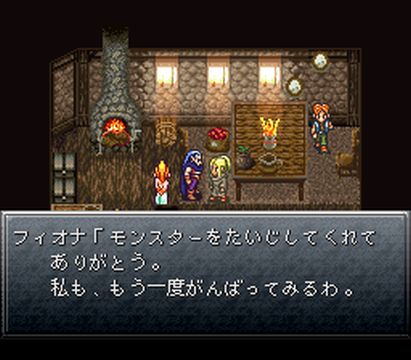 フィオナ「モンスターをたいじしてくれて
ありがとう。
私も、もう一度がんばってみるわ。